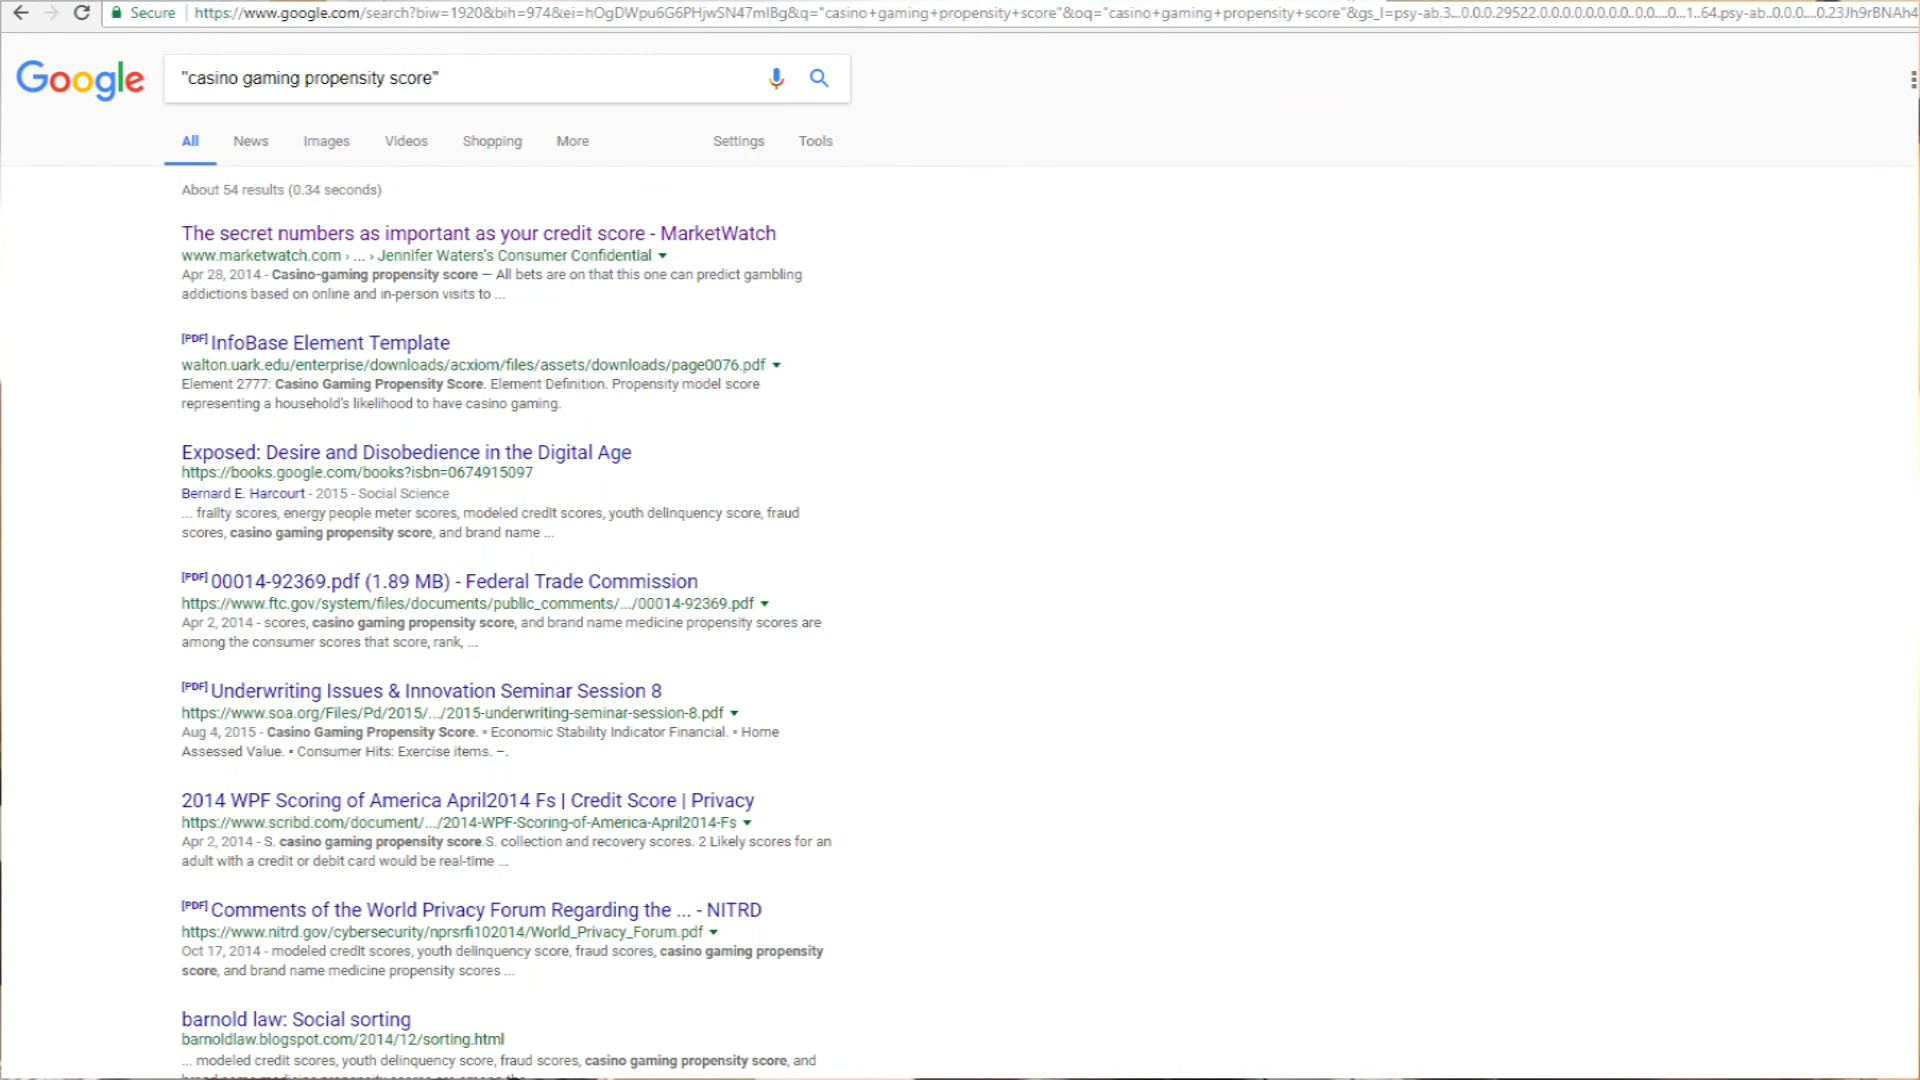 Secure https://www.google.com/search?biw=1920&bih=974&ei=hOgDWpu6G6PHjwSN47mIBg&q="casino+gaming+propensity+score"&oq="casino+gaming+propensity+score"&gs_l=psy-ab.3...0.0.0.29522.0.0.0.0.0.0.0.0..0.0....0...1..64.psy-ab..0.0.0....0.23Jh9rBNAh4
Google "casino gaming propensity score"
All News Images Videos Shopping More Settings Tools
About 54 results (0.34 seconds)
The secret numbers as important as your credit score - MarketWatch
www.marketwatch.com › ... › Jennifer Waters's Consumer Confidential
Apr 28, 2014 - Casino-gaming propensity score — All bets are on that this one can predict gambling
addictions based on online and in-person visits to ...
[PDF] InfoBase Element Template
walton.uark.edu/enterprise/downloads/acxiom/files/assets/downloads/page0076.pdf
Element 2777: Casino Gaming Propensity Score. Element Definition. Propensity model score
representing a household's likelihood to have casino gaming.
Exposed: Desire and Disobedience in the Digital Age
https://books.google.com/books?isbn=0674915097
Bernard E. Harcourt - 2015 - Social Science
... frailty scores, energy people meter scores, modeled credit scores, youth delinquency score, fraud
scores, casino gaming propensity score, and brand name ...
[PDF] 00014-92369.pdf (1.89 MB) - Federal Trade Commission
https://www.ftc.gov/system/files/documents/public_comments/.../00014-92369.pdf
Apr 2, 2014 - scores, casino gaming propensity score, and brand name medicine propensity scores are
among the consumer scores that score, rank, ...
[PDF] Underwriting Issues & Innovation Seminar Session 8
https://www.soa.org/Files/Pd/2015/.../2015-underwriting-seminar-session-8.pdf
Aug 4, 2015 - Casino Gaming Propensity Score. • Economic Stability Indicator Financial. • Home
Assessed Value. • Consumer Hits: Exercise items. –.
2014 WPF Scoring of America April2014 Fs | Credit Score | Privacy
https://www.scribd.com/document/.../2014-WPF-Scoring-of-America-April2014-Fs
Apr 2, 2014 - S. casino gaming propensity score.S. collection and recovery scores. 2 Likely scores for an
adult with a credit or debit card would be real-time ...
[PDF] Comments of the World Privacy Forum Regarding the ... - NITRD
https://www.nitrd.gov/cybersecurity/nprsrfi102014/World_Privacy_Forum.pdf
Oct 17, 2014 - modeled credit scores, youth delinquency score, fraud scores, casino gaming propensity
score, and brand name medicine propensity scores ...
barnold law: Social sorting
barnoldlaw.blogspot.com/2014/12/sorting.html
... modeled credit scores, youth delinquency score, fraud scores, casino gaming propensity score, and